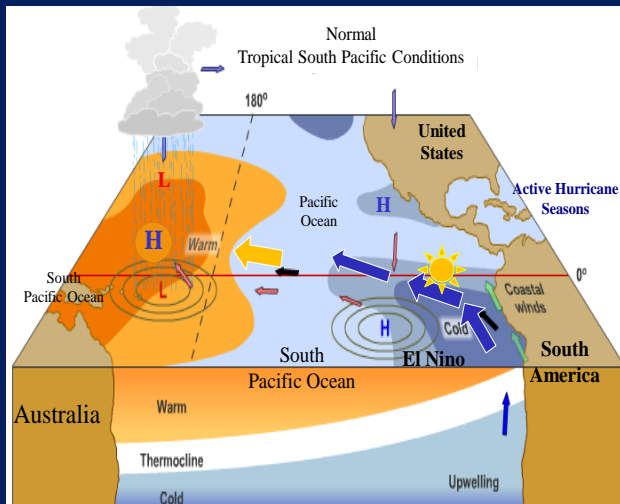 Normal
Tropical South Pacific Conditions
180°
United
States
L
Active Hurricane
Seasons
H
Pacific
Ocean
H
Warm
South
Pacific Ocean
L
0°
Coastal
winds
H
Cold
South
El Nino
South
America
Pacific Ocean
Australia
Warm
Thermocline
Upwelling
Cold